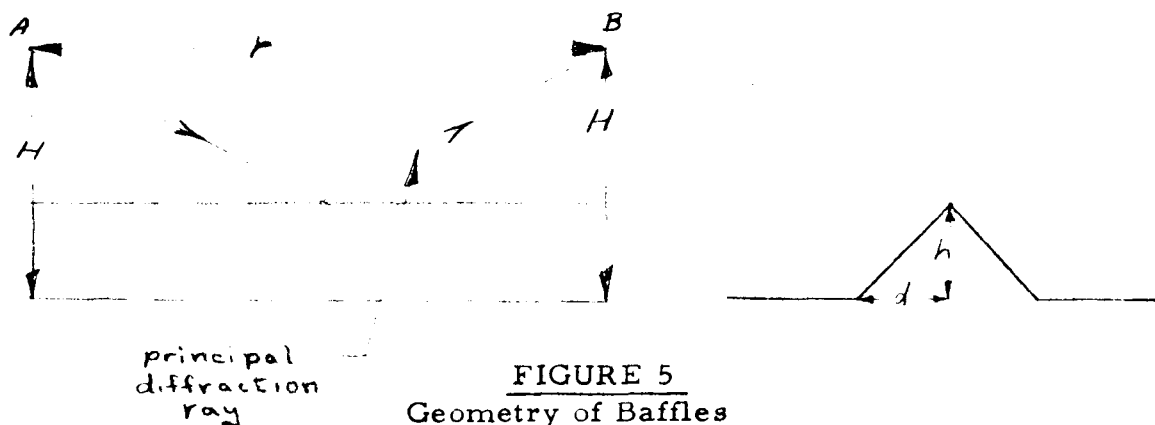 A r B
H H
h
d
principal
diffraction
ray
FIGURE 5
Geometry of Baffles